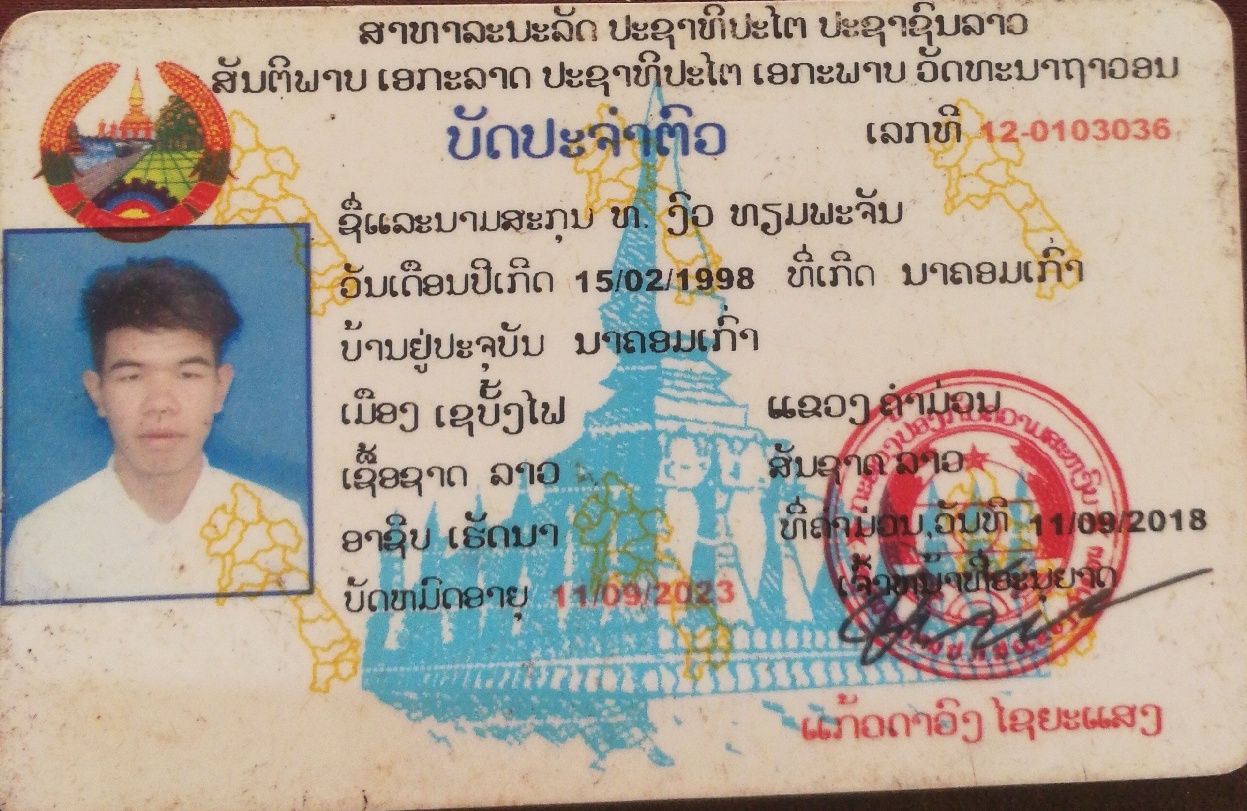 ສາທາລະນະລັດ ປະຊາທິປະໄຕ ປະຊາຊົນລາວ
ສັນຕິພາບ ເອກະລາດ ປະຊາທິປະໄຕ ເອກະພາບ ວັດທະນາຖາວອນ
ບັດປະຈຳຕົວ ເລກທີ 12-0103036
ຊື່ແລະນາມສະກຸນ ທ. ງົວ ທຽມພະຈັນ
ວັນເດືອນປີເກີດ 15/02/1998 ທີ່ເກີດ ນາຄອມເກົ່າ
ບ້ານຢູ່ປະຈຸບັນ ນາຄອມເກົ່າ
ເມືອງ ເຊບັ້ງໄຟ ແຂວງ ຄຳມ່ວນ
ເຊື້ອຊາດ ລາວ ສັນຊາດ ລາວ
ອາຊີບ ເຮັດນາ ທີ່ຄຳມ່ວນ,ວັນທີ 11/09/2018
ບັດຫມົດອາຍຸ 11/09/2023 ເຈົ້າຫນ້າທີ່ອະນຸຍາດ
ແກ້ວດາວົງ ໄຊຍະແສງ